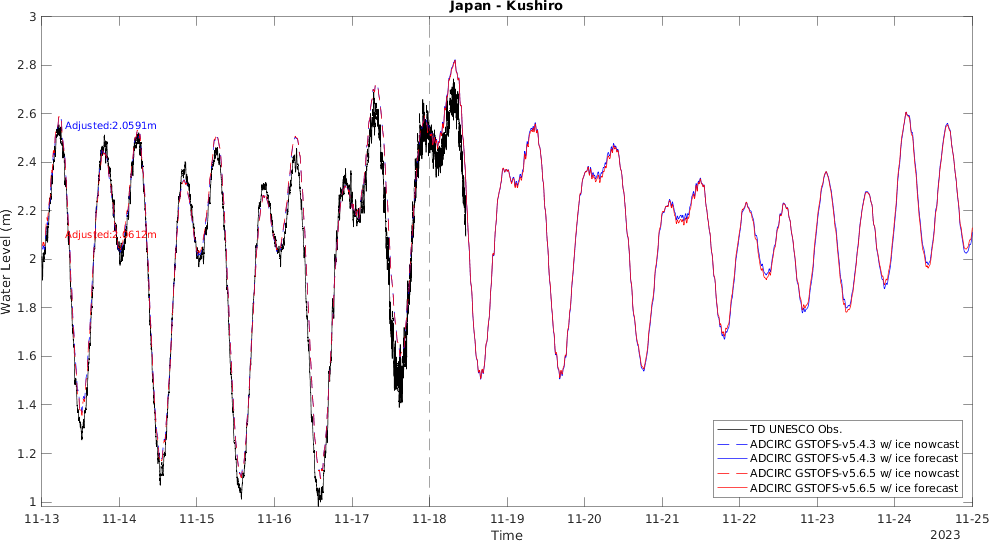 Japan - Kushiro
3
2.8
2.6
2.4
2.2
2
1.8
1.6
1.4
1.2
1
Water Level (m)
Adjusted:2.0591m
Adjusted:2.0612m
TD UNESCO Obs.
ADCIRC GSTOFS-v5.4.3 w/ ice nowcast
ADCIRC GSTOFS-v5.4.3 w/ ice forecast
ADCIRC GSTOFS-v5.6.5 w/ ice nowcast
ADCIRC GSTOFS-v5.6.5 w/ ice forecast
11-13 11-14 11-15 11-16 11-17 11-18 11-19 11-20 11-21 11-22 11-23 11-24 11-25
Time
2023